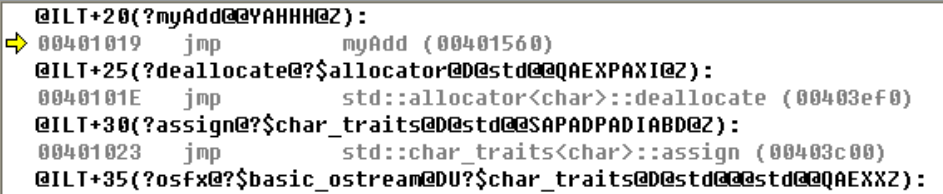 @ILT+20(?myAdd@@YAHHH@Z):
00401019   jmp         myAdd (00401560)
@ILT+25(?deallocate@?$allocator@D@std@@QAEXPAXI@Z):
0040101E   jmp         std::allocator<char>::deallocate (00403ef0)
@ILT+30(?assign@?$char_traits@D@std@@SAPADPADIABD@Z):
00401023   jmp         std::char_traits<char>::assign (00403c00)
@ILT+35(?osfx@?$basic_ostream@DU?$char_traits@D@std@@@std@@QAEXXZ):